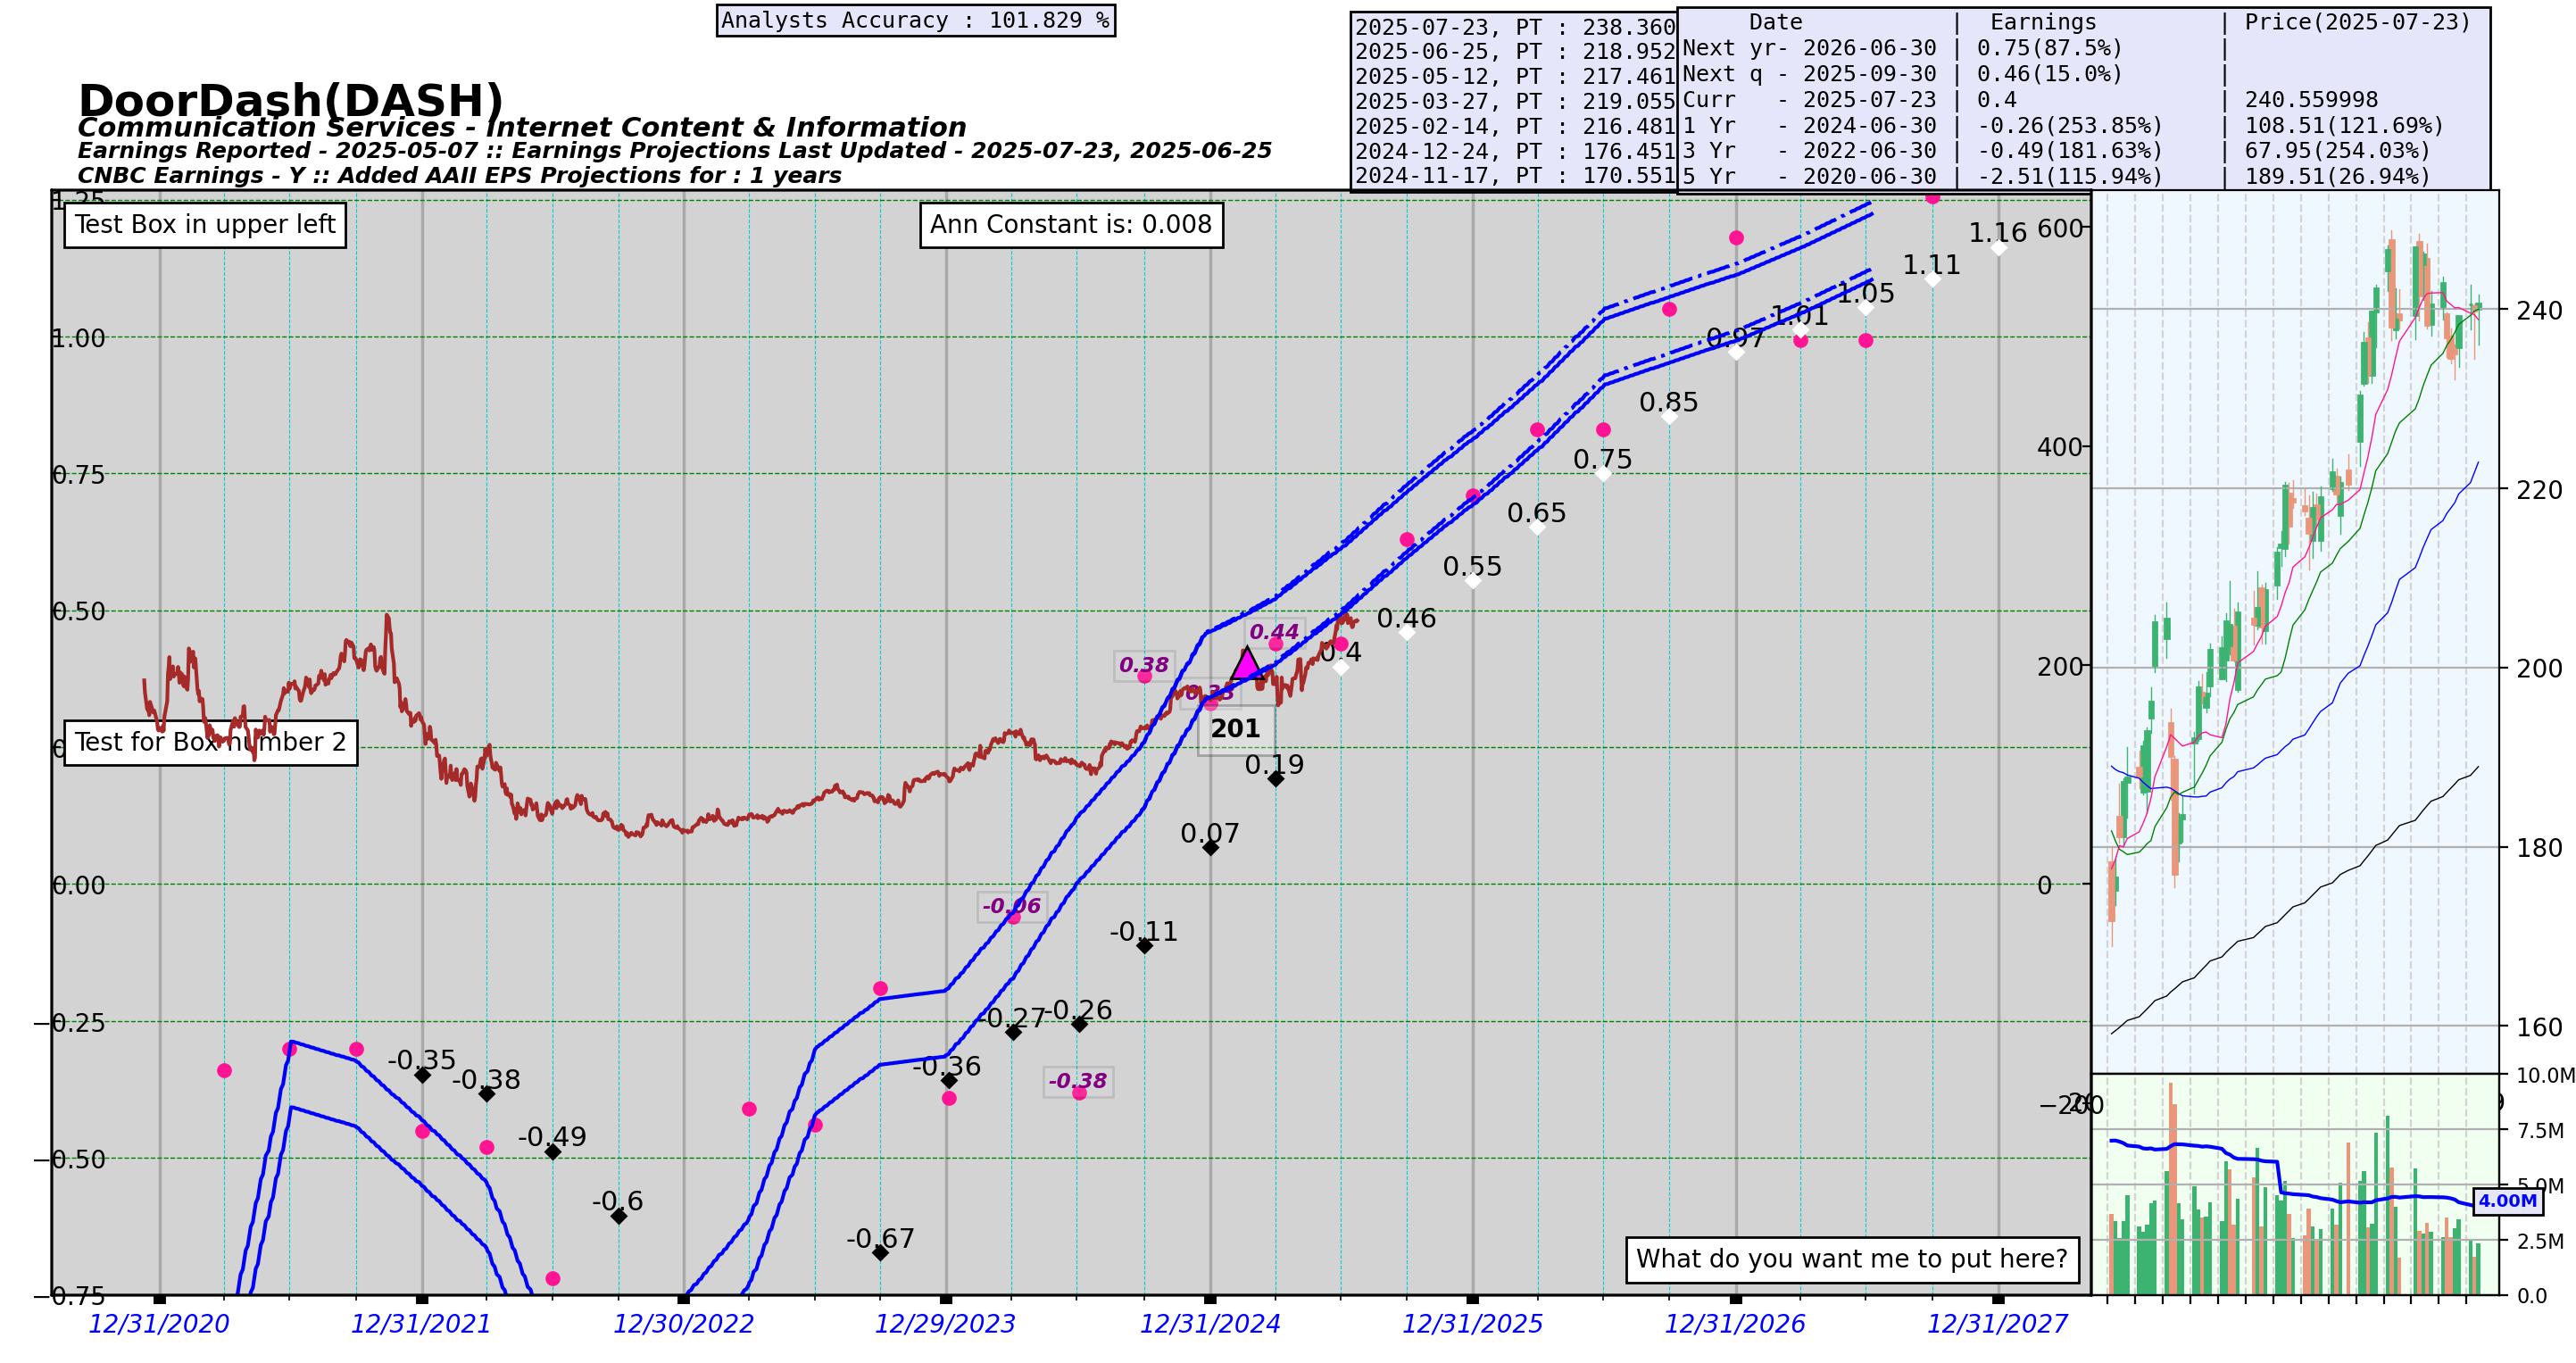 Analysts Accuracy : 101.829 %
2025-07-23, PT : 238.360
2025-06-25, PT : 218.952
2025-05-12, PT : 217.461
2025-03-27, PT : 219.055
2025-02-14, PT : 216.481
2024-12-24, PT : 176.451
2024-11-17, PT : 170.551
Date | Earnings | Price(2025-07-23)
Next yr- 2026-06-30 | 0.75(87.5%) |
Next q - 2025-09-30 | 0.46(15.0%) |
Curr - 2025-07-23 | 0.4 | 240.559998
1 Yr - 2024-06-30 | -0.26(253.85%) | 108.51(121.69%)
3 Yr - 2022-06-30 | -0.49(181.63%) | 67.95(254.03%)
5 Yr - 2020-06-30 | -2.51(115.94%) | 189.51(26.94%)
DoorDash(DASH)
Communication Services - Internet Content & Information
Earnings Reported - 2025-05-07 :: Earnings Projections Last Updated - 2025-07-23, 2025-06-25
CNBC Earnings - Y :: Added AAII EPS Projections for : 1 years
1.25
1.00
0.75
0.50
0.00
−0.25
−0.50
−0.75
Test Box in upper left
Ann Constant is: 0.008
Test for Box number 2
What do you want me to put here?
-0.35
-0.38
-0.49
-0.6
-0.67
-0.36
-0.27
-0.26
-0.11
0.07
0.19
0.4
0.46
0.55
0.65
0.75
0.85
0.97
1.01
1.05
1.11
1.16
-0.06
-0.38
0.38
0.33
0.44
201
600
400
200
0
−200
240
220
200
180
160
10.0M
7.5M
5.0M
4.00M
2.5M
0.0
12/31/2020
12/31/2021
12/30/2022
12/29/2023
12/31/2024
12/31/2025
12/31/2026
12/31/2027